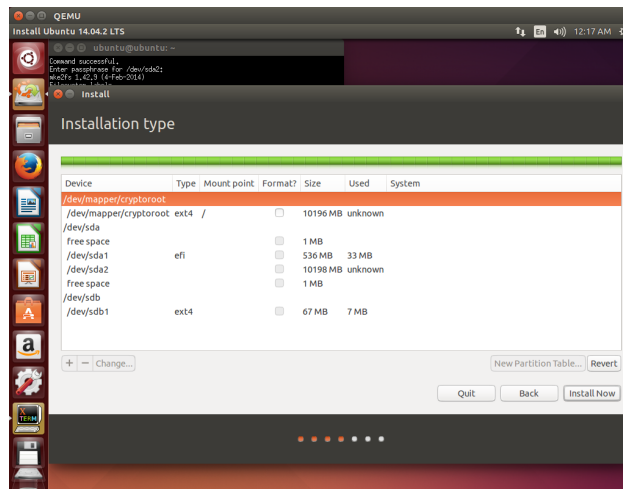 QEMU
Install Ubuntu 14.04.2 LTS En 12:17 AM
ubuntu@ubuntu: ~
Command successful.
Enter passphrase for /dev/sda2:
mke2fs 1.42.9 (4-Feb-2014)
Install
Installation type
Device Type Mount point Format? Size Used System
/dev/mapper/cryptoroot
/dev/mapper/cryptoroot ext4 / 10196 MB unknown
/dev/sda
free space 1 MB
/dev/sda1 efi 536 MB 33 MB
/dev/sda2 10198 MB unknown
free space 1 MB
/dev/sdb
/dev/sdb1 ext4 67 MB 7 MB
+ − Change... New Partition Table... Revert
Quit Back Install Now
TERM